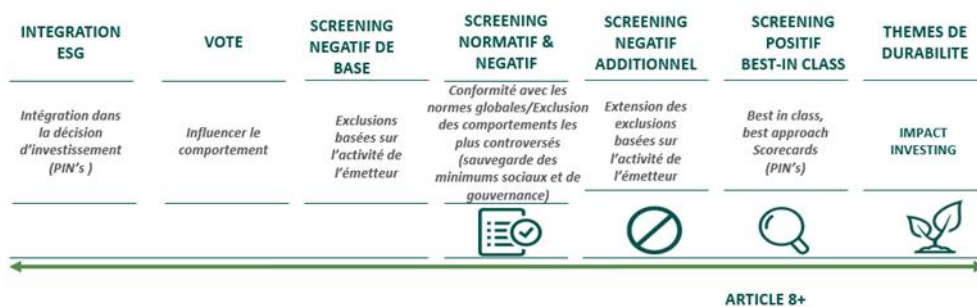 INTEGRATION
ESG
VOTE
SCREENING
NEGATIF DE
BASE
SCREENING
NORMATIF &
NEGATIF
SCREENING
NEGATIF
ADDITIONNEL
SCREENING
POSITIF
BEST-IN CLASS
THEMES DE
DURABILITE
Intégration dans
la décision
d'investissement
(PIN's )
Influencer le
comportement
Exclusions
basées sur
l'activité de
l'émetteur
Conformité avec les
normes globales/Exclusion
des comportements les
plus controversés
(sauvegarde des
minimums sociaux et de
gouvernance)
Extension des
exclusions
basées sur
l'activité de
l'émetteur
Best in class,
best approach
Scorecards
(PIN's)
IMPACT
INVESTING
ARTICLE 8+